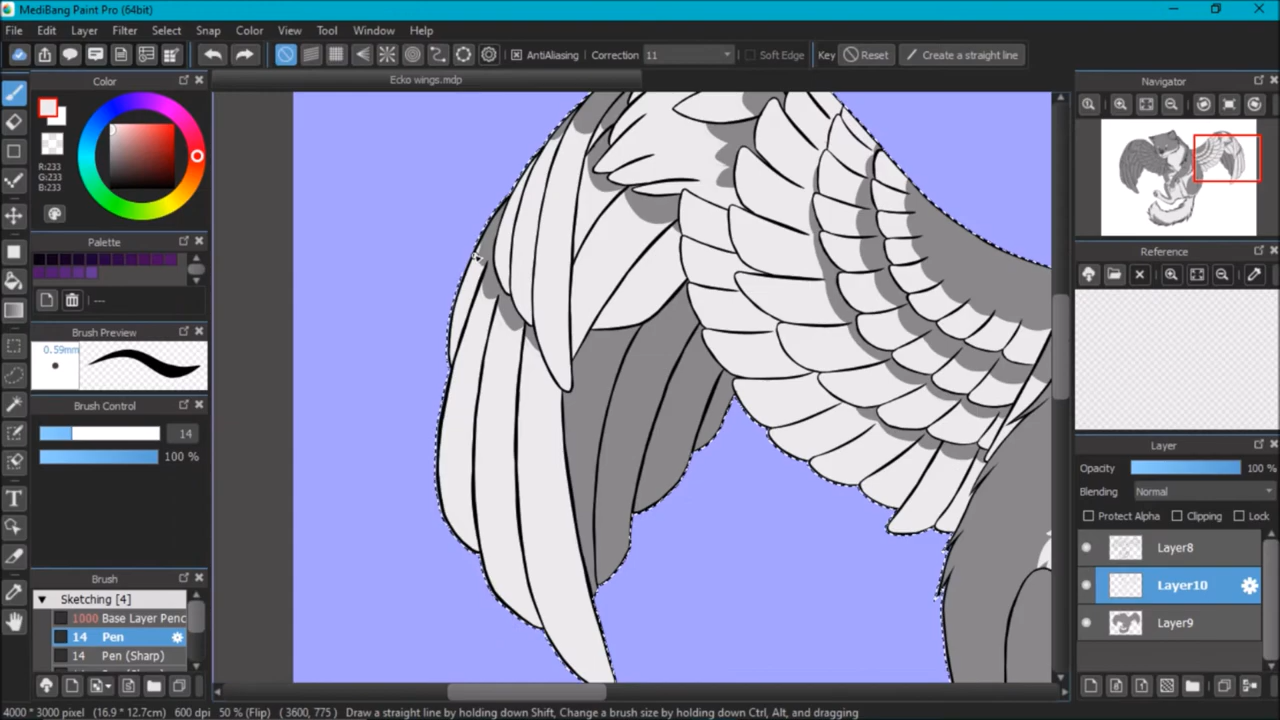 MediBang Paint Pro (64bit)
File Edit Layer Filter Select Snap Color View Tool Window Help
AntiAliasing Correction 11 Soft Edge Key Reset Create a straight line
Ecko wings.mdp
Color
R:233
G:233
B:233
Palette
---
Brush Preview
0.59mm
Brush Control
14
100 %
Brush
Sketching [4]
1000 Base Layer Penc
14 Pen
14 Pen (Sharp)
Navigator
Reference
Layer
Opacity 100 %
Blending Normal
Protect Alpha Clipping Lock
Layer8
Layer10
Layer9
4000 * 3000 pixel (16.9 * 12.7cm) 600 dpi 50 % (Flip) ( 3600, 775 ) Draw a straight line by holding down Shift, Change a brush size by holding down Ctrl, Alt, and dragging